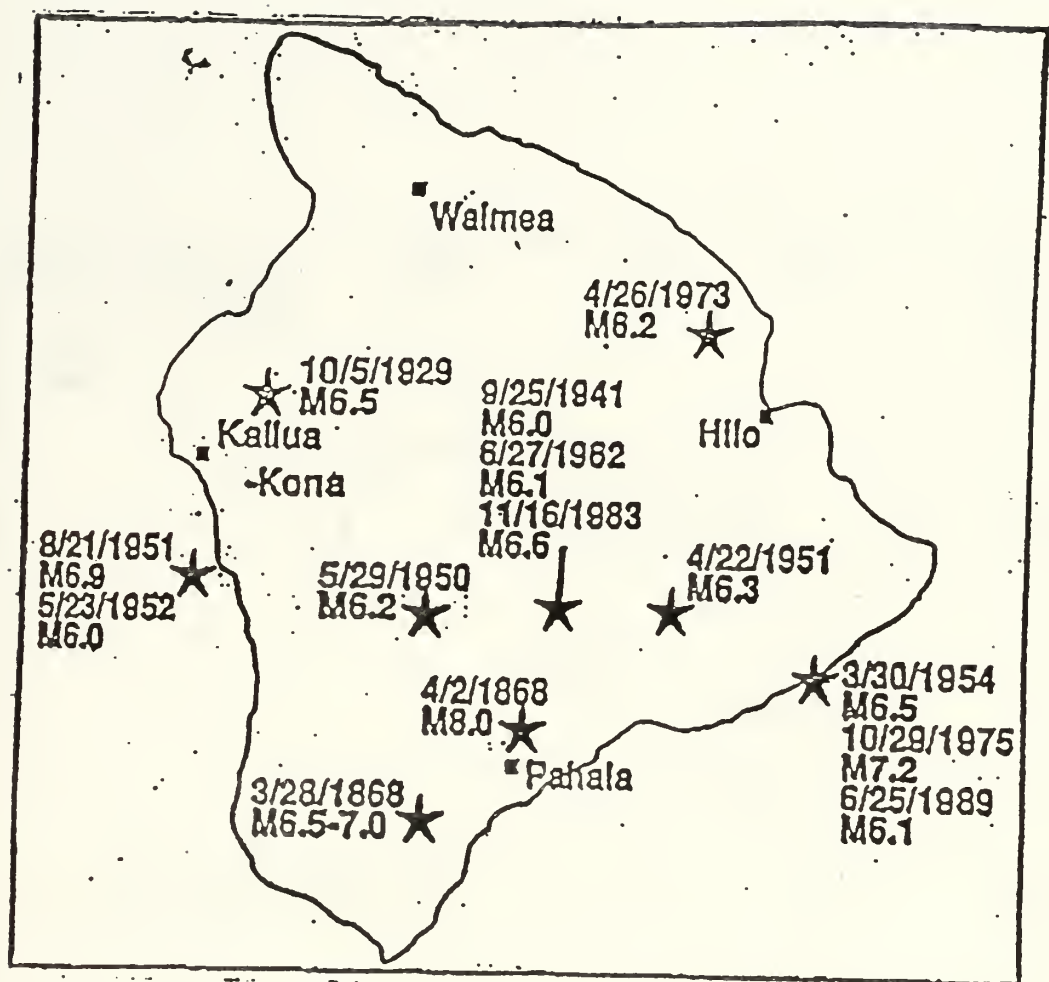 Waimea
4/26/1973
M6.2
10/5/1929
M6.5
9/25/1941
M6.0
6/27/1982
M6.1
11/16/1983
M6.6
Hilo
Kailua
-Kona
8/21/1951
M6.9
5/23/1952
M6.0
5/29/1950
M6.2
4/22/1951
M6.3
4/2/1868
M8.0
3/30/1954
M6.5
10/29/1975
M7.2
6/25/1989
M6.1
Pahala
3/28/1868
M6.5-7.0